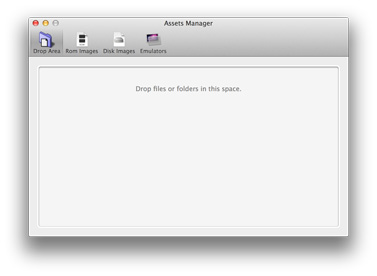 Assets Manager
Drop Area Rom Images Disk Images Emulators
Drop files or folders in this space.